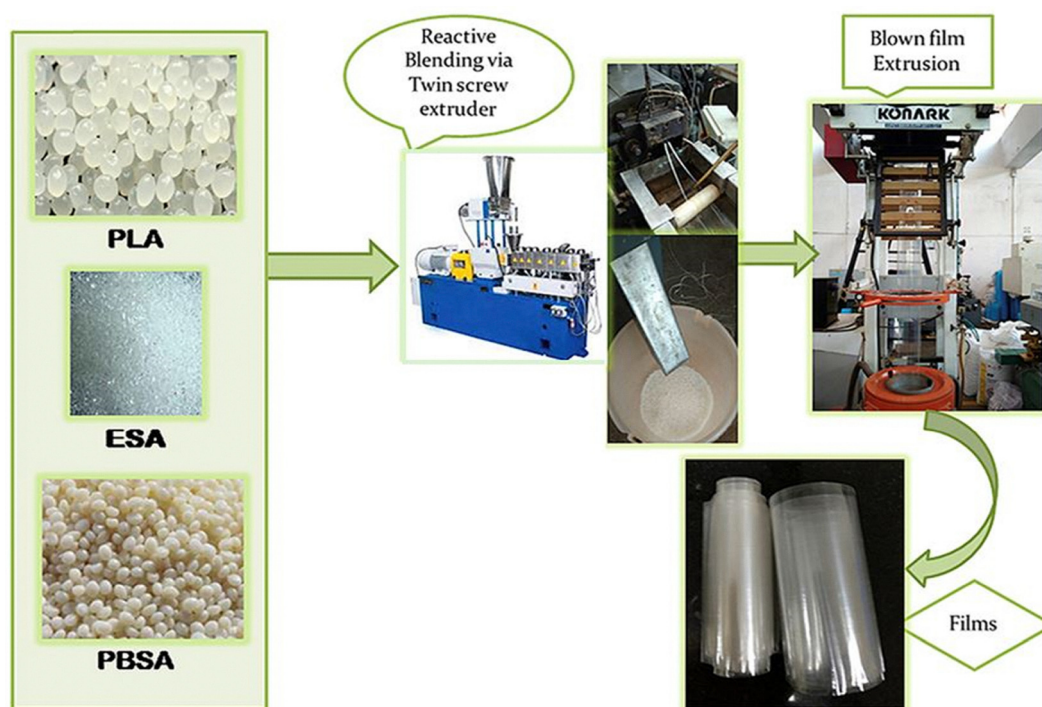 PLA
ESA
PBSA
Reactive
Blending via
Twin screw
extruder
Blown film
Extrusion
KONARK
Films